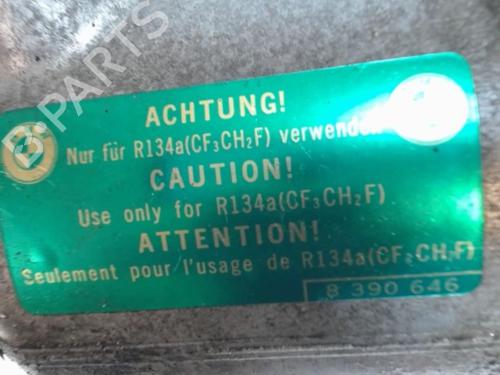 B-PARTS
ACHTUNG!
Nur für R134a(CF₃CH₂F) verwenden
CAUTION!
Use only for R134a(CF₃CH₂F)
ATTENTION!
Seulement pour l'usage de R134a(CF₃CH₂F)
8 390 646